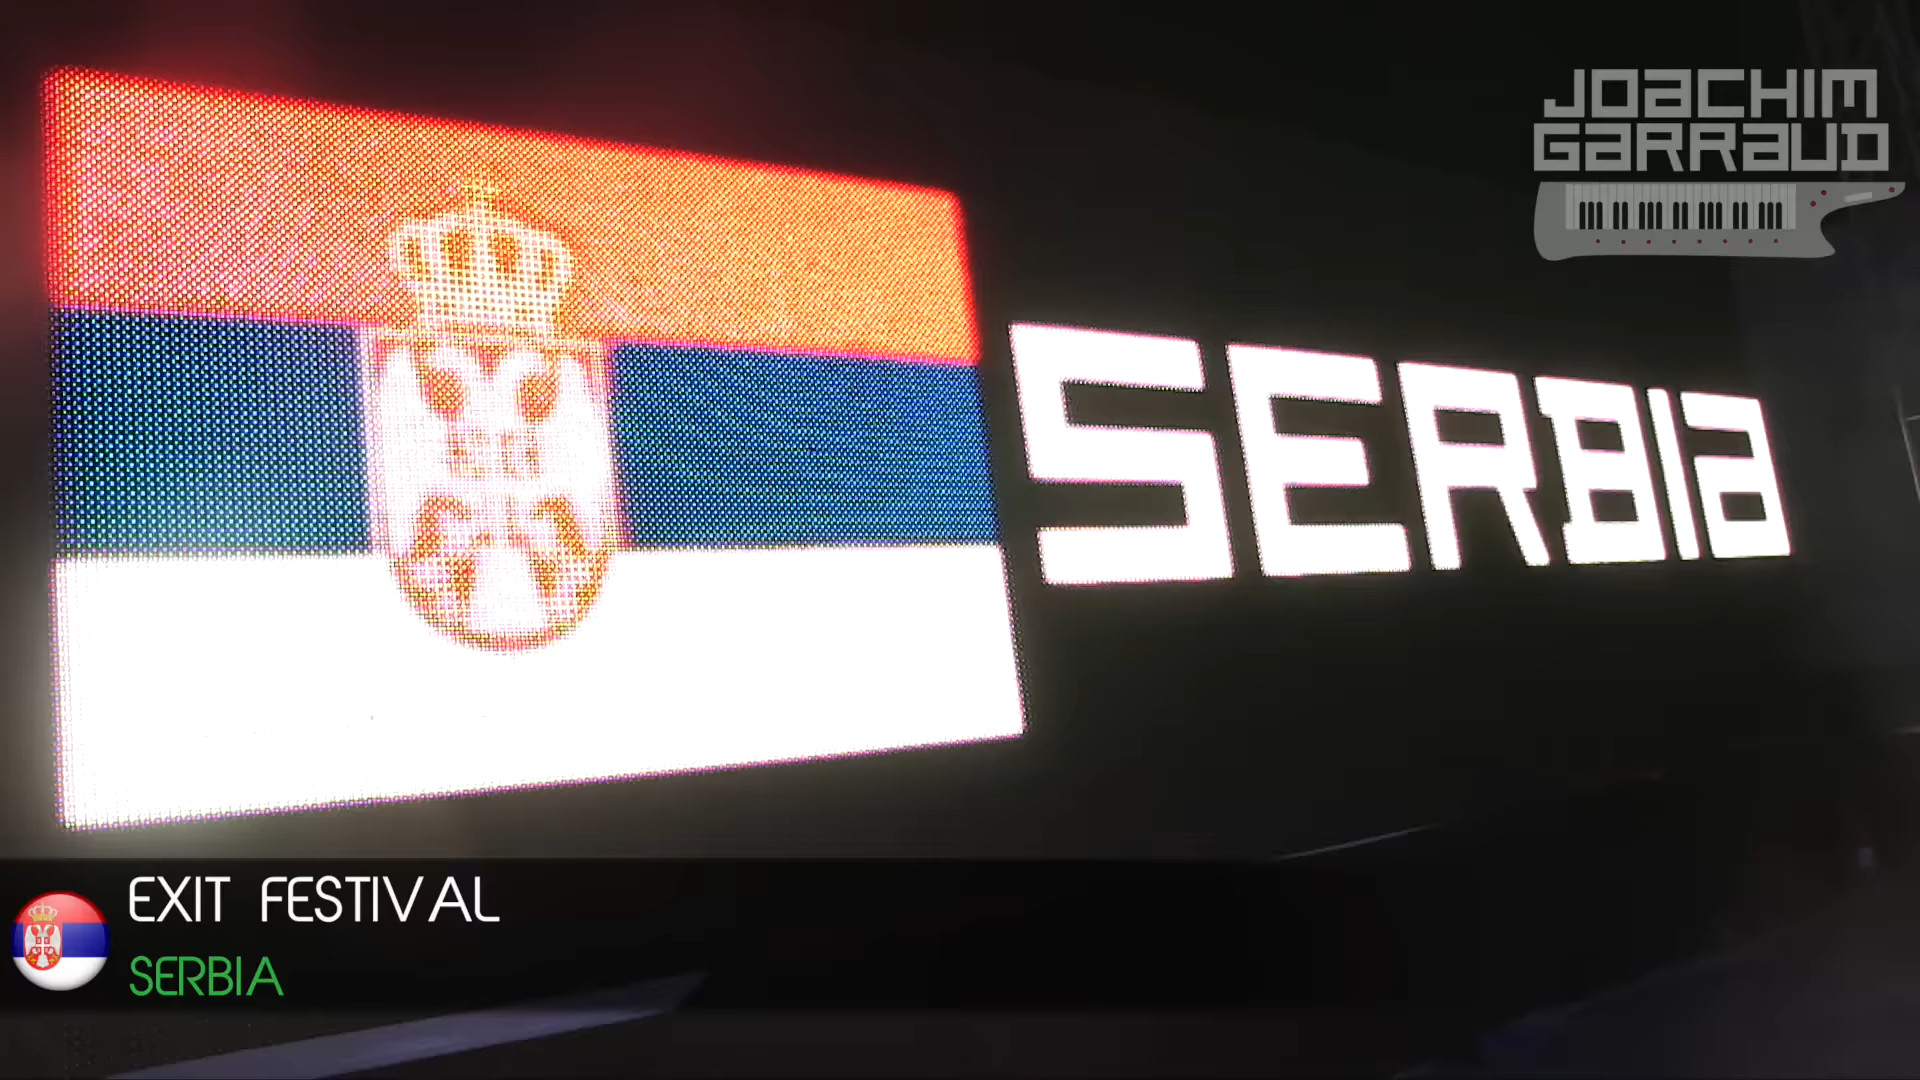 JOACHIM
GARRAUD
SERBIA
EXIT FESTIVAL
SERBIA